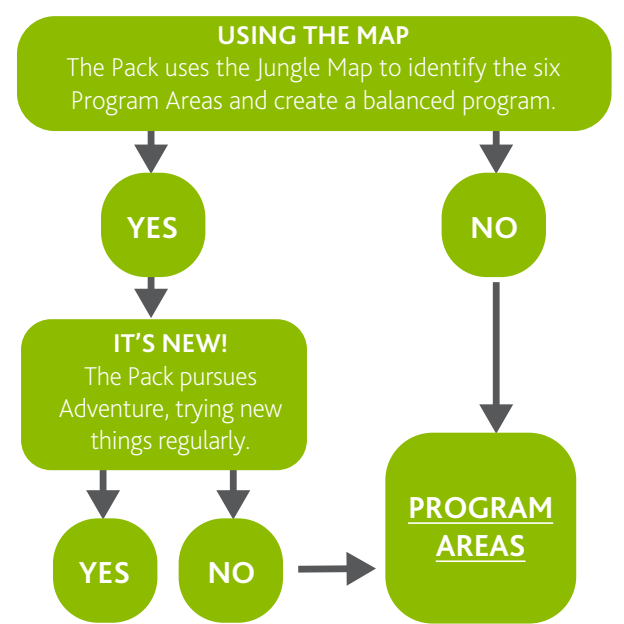 USING THE MAP
The Pack uses the Jungle Map to identify the six
Program Areas and create a balanced program.
YES
NO
IT’S NEW!
The Pack pursues
Adventure, trying new
things regularly.
PROGRAM
AREAS
YES
NO